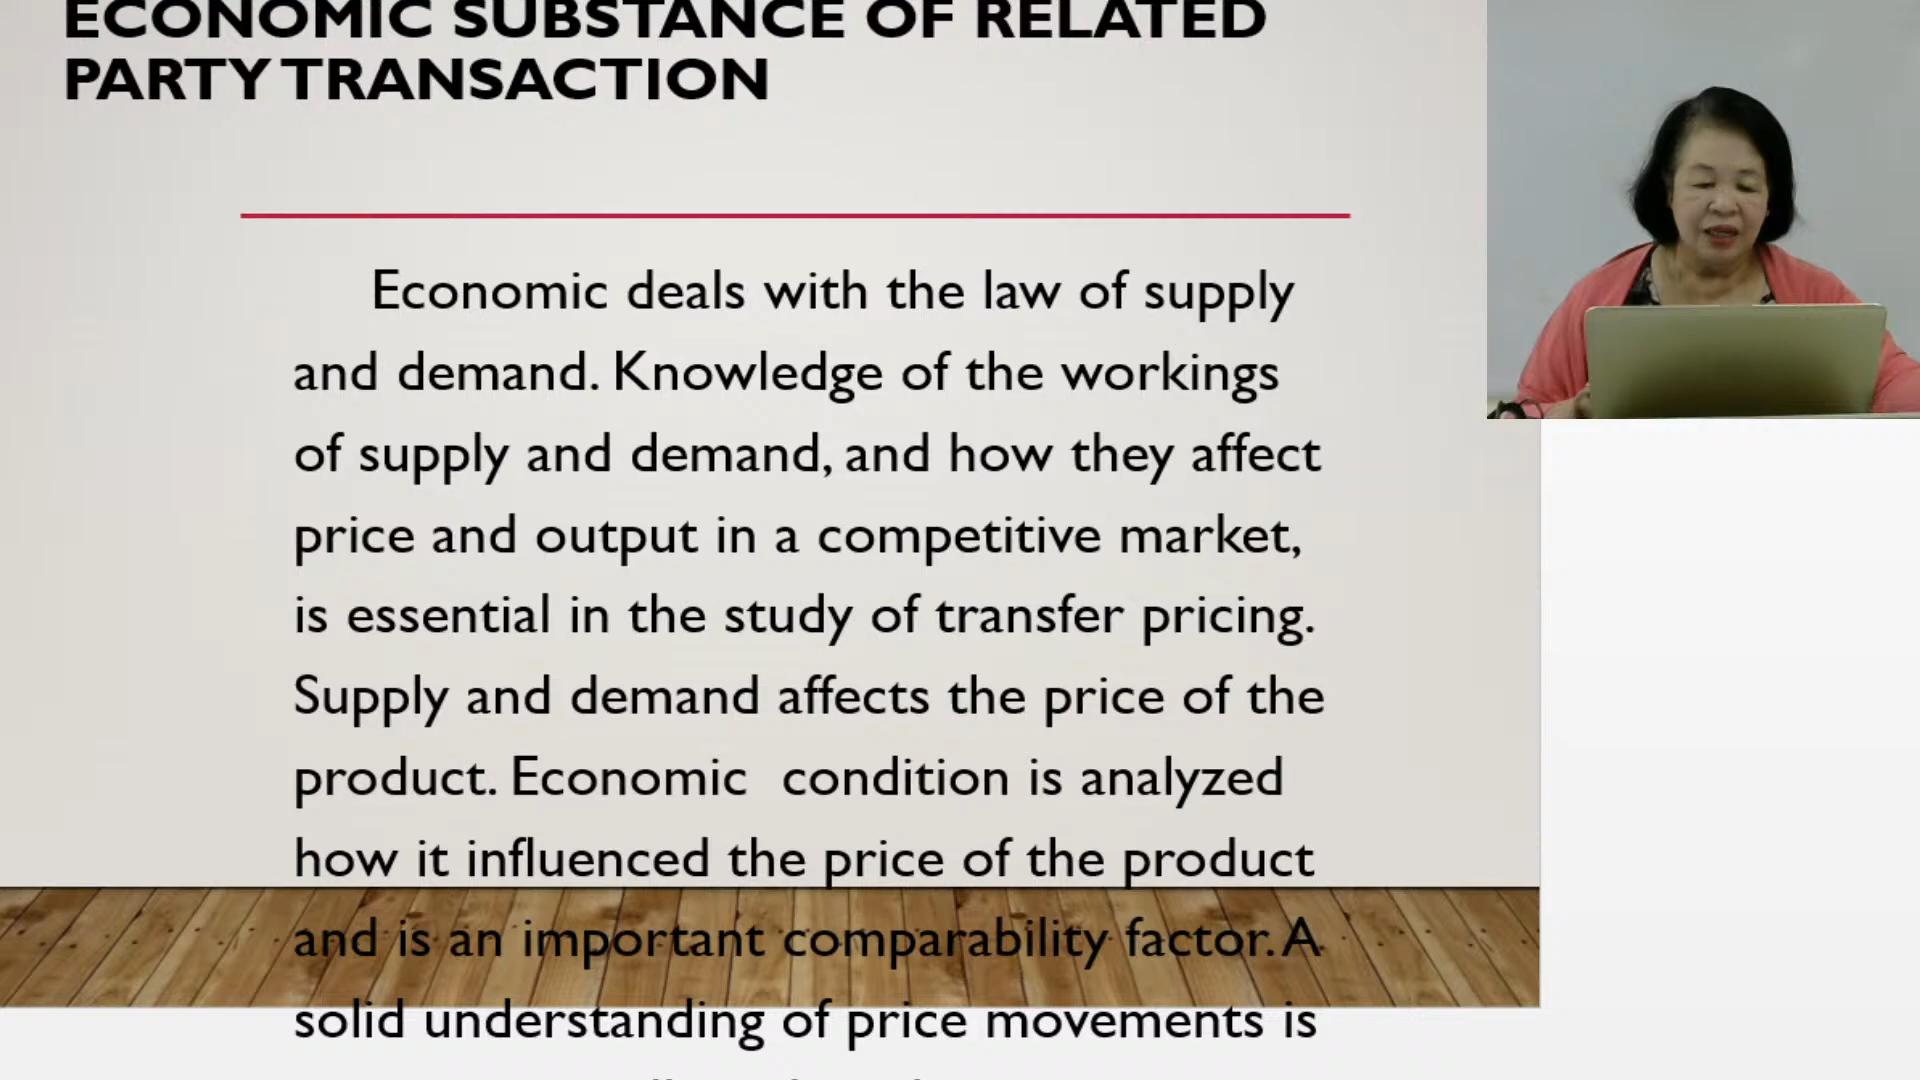 ECONOMIC SUBSTANCE OF RELATED
PARTY TRANSACTION
Economic deals with the law of supply
and demand. Knowledge of the workings
of supply and demand, and how they affect
price and output in a competitive market,
is essential in the study of transfer pricing.
Supply and demand affects the price of the
product. Economic condition is analyzed
how it influenced the price of the product
and is an important comparability factor. A
solid understanding of price movements is